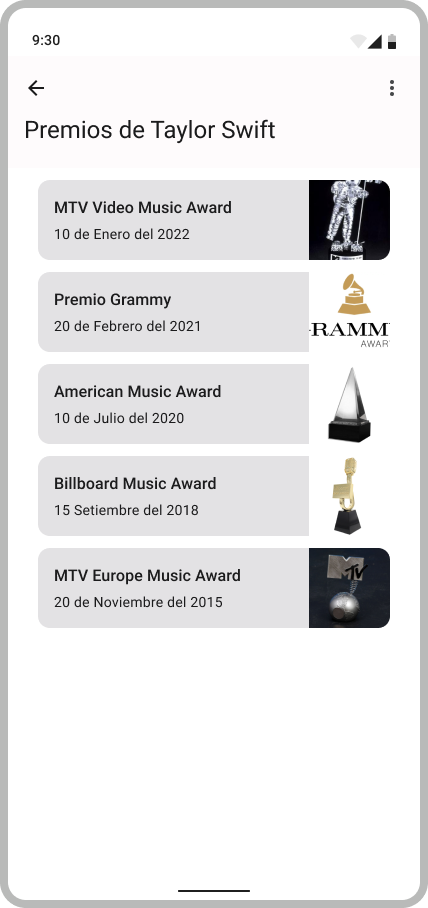 9:30
Premios de Taylor Swift
MTV Video Music Award
10 de Enero del 2022
Premio Grammy
20 de Febrero del 2021
GRAMMY
AWAR
American Music Award
10 de Julio del 2020
Billboard Music Award
15 Setiembre del 2018
MTV Europe Music Award
20 de Noviembre del 2015
MTV